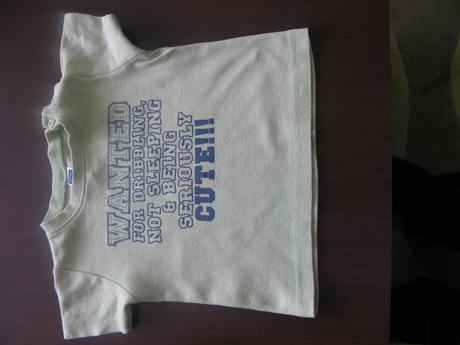 WANTED
FOR DRIBBLING,
NOT SLEEPING
& BEING
SERIOUSLY
CUTE!!!